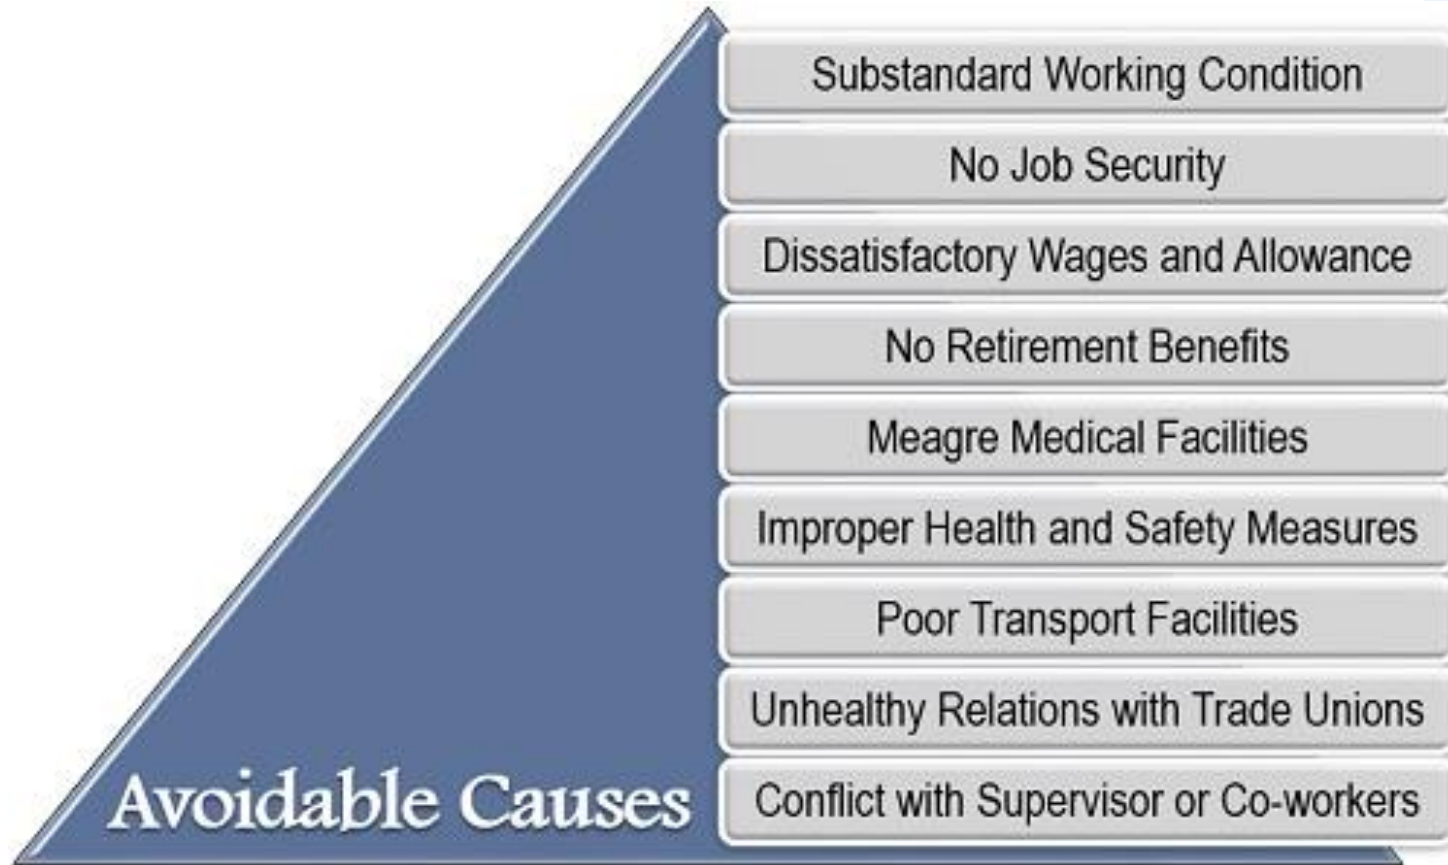 Substandard Working Condition
No Job Security
Dissatisfactory Wages and Allowance
No Retirement Benefits
Meagre Medical Facilities
Improper Health and Safety Measures
Poor Transport Facilities
Unhealthy Relations with Trade Unions
Avoidable Causes
Conflict with Supervisor or Co-workers